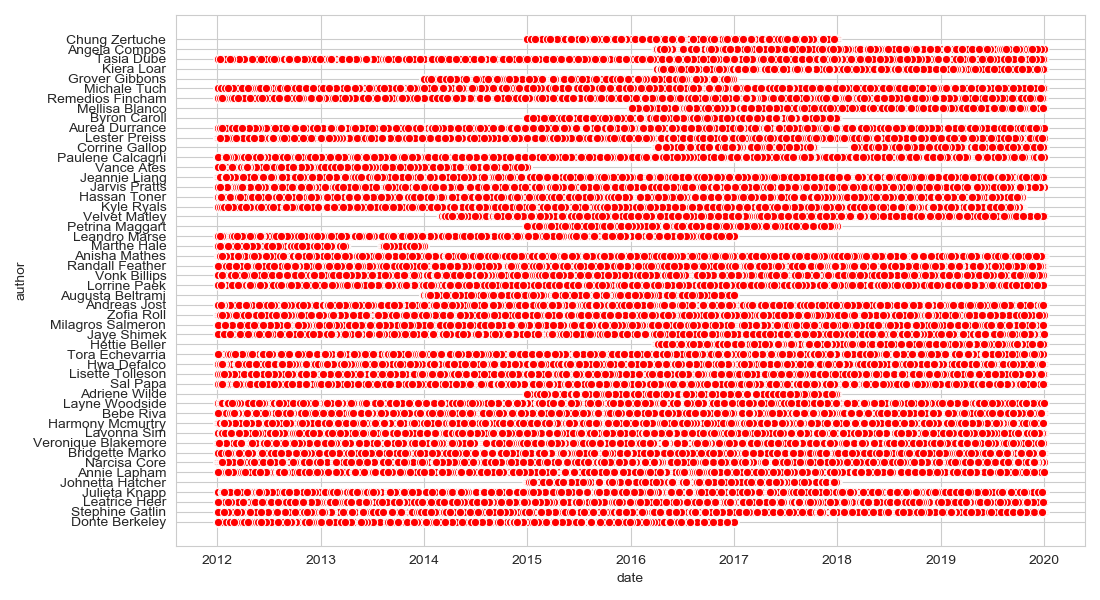 Chung Zertuche
Angela Compos
Tasia Dube
Kiera Loar
Grover Gibbons
Michale Tuch
Remedios Fincham
Mellisa Blanco
Byron Caroll
Aurea Durrance
Lester Preiss
Corrine Gallop
Paulene Calcagni
Vance Ates
Jeannie Liang
Jarvis Pratts
Hassan Toner
Kyle Ryals
Velvet Matley
Petrina Maggart
Leandro Marse
Marthe Hale
Anisha Mathes
Randall Feather
Vonk Billips
Lorrine Paek
Augusta Beltrami
Andreas Jost
Zofia Roll
Milagros Salmeron
Jaye Shimek
Hettie Beller
Tora Echevarria
Hwa Defalco
Lisette Tolleson
Sal Papa
Adriene Wilde
Layne Woodside
Bebe Riva
Harmony Mcmurtry
Lavonna Sim
Veronique Blakemore
Bridgette Marko
Narcisa Core
Annie Lapham
Johnetta Hatcher
Julieta Knapp
Leatrice Heer
Stephine Gatlin
Donte Berkeley
author
2012 2013 2014 2015 2016 2017 2018 2019 2020
date